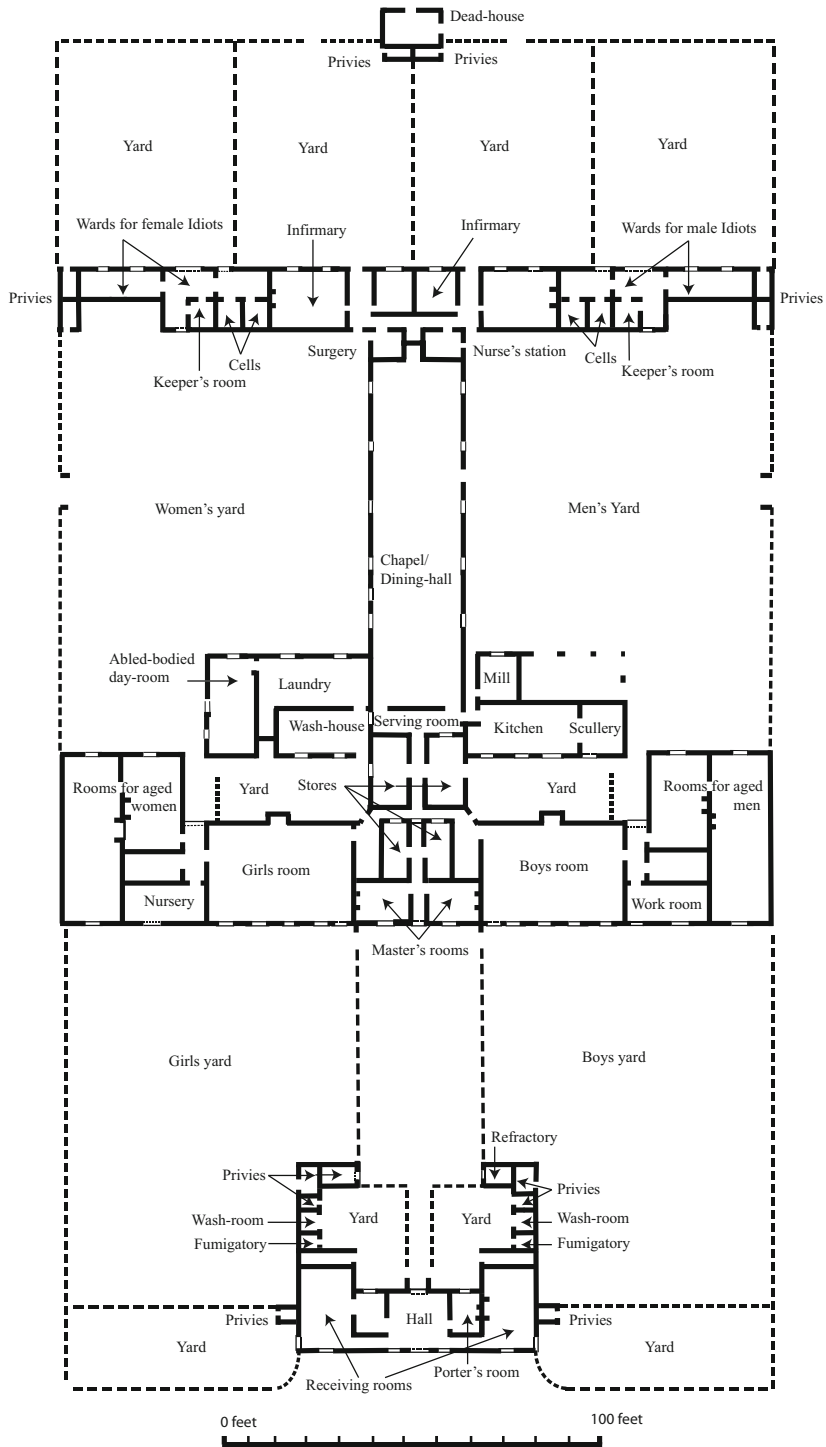 Dead-house
Privies
Privies
Yard
Yard
Yard
Yard
Wards for female Idiots
Infirmary
Infirmary
Wards for male Idiots
Privies
Privies
Surgery
Nurse's station
Cells
Cells
Keeper's room
Keeper's room
Women's yard
Men's Yard
Chapel/
Dining-hall
Abled-bodied
day-room
Laundry
Mill
Wash-house
Serving room
Kitchen
Scullery
Rooms for aged
women
Yard
Stores
Yard
Rooms for aged
men
Girls room
Boys room
Nursery
Work room
Master's rooms
Girls yard
Boys yard
Refractory
Privies
Privies
Wash-room
Yard
Yard
Wash-room
Fumigatory
Fumigatory
Privies
Hall
Privies
Yard
Yard
Porter's room
Receiving rooms
0 feet
100 feet